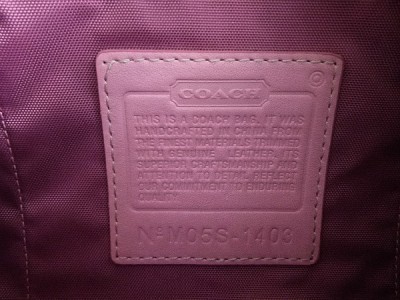 COACH
©
THIS IS A COACH BAG. IT WAS
HANDCRAFTED IN CHINA FROM
THE FINEST MATERIALS-TRIMMED
WITH GENUINE LEATHER. ITS
SUPERIOR CRAFTSMANSHIP AND
ATTENTION TO DETAIL REFLECT
OUR COMMITMENT TO ENDURING
QUALITY.
Nº M05S-1403